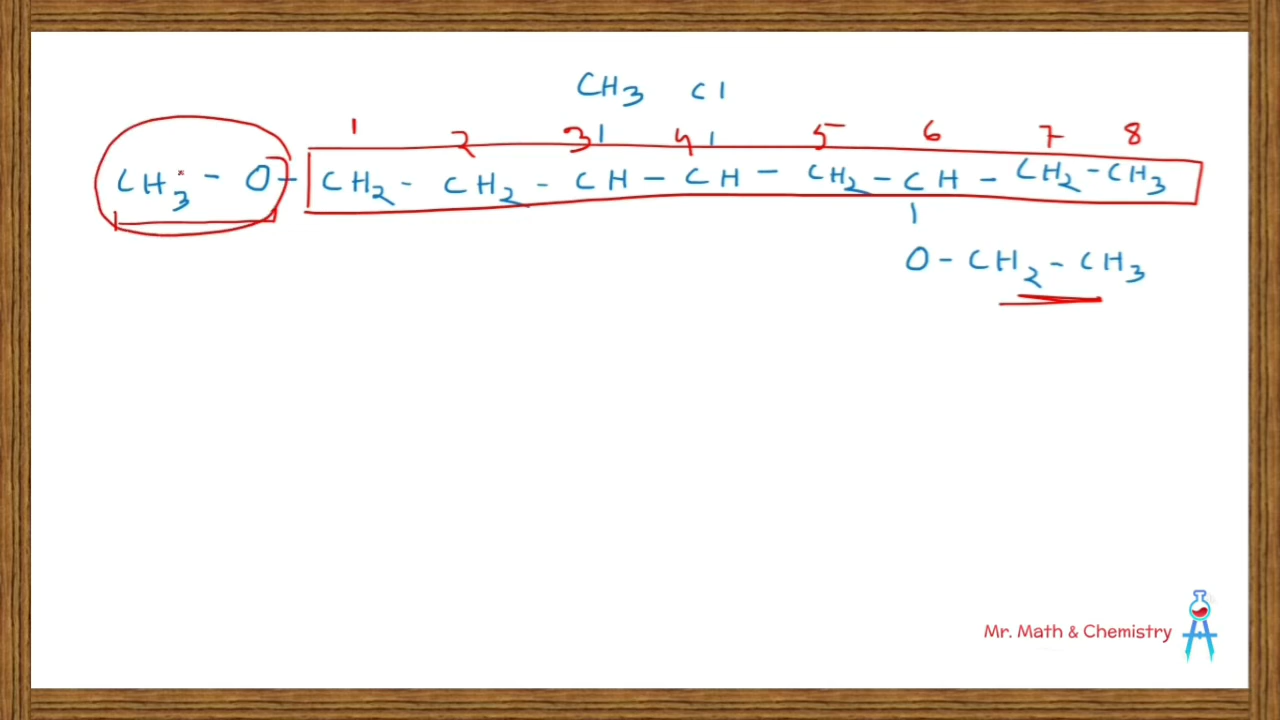 CH3 Cl
1 2 3 4 5 6 7 8
CH3 - O - CH2 - CH2 - CH - CH - CH2 - CH - CH2 - CH3
O - CH2 - CH3
Mr. Math & Chemistry